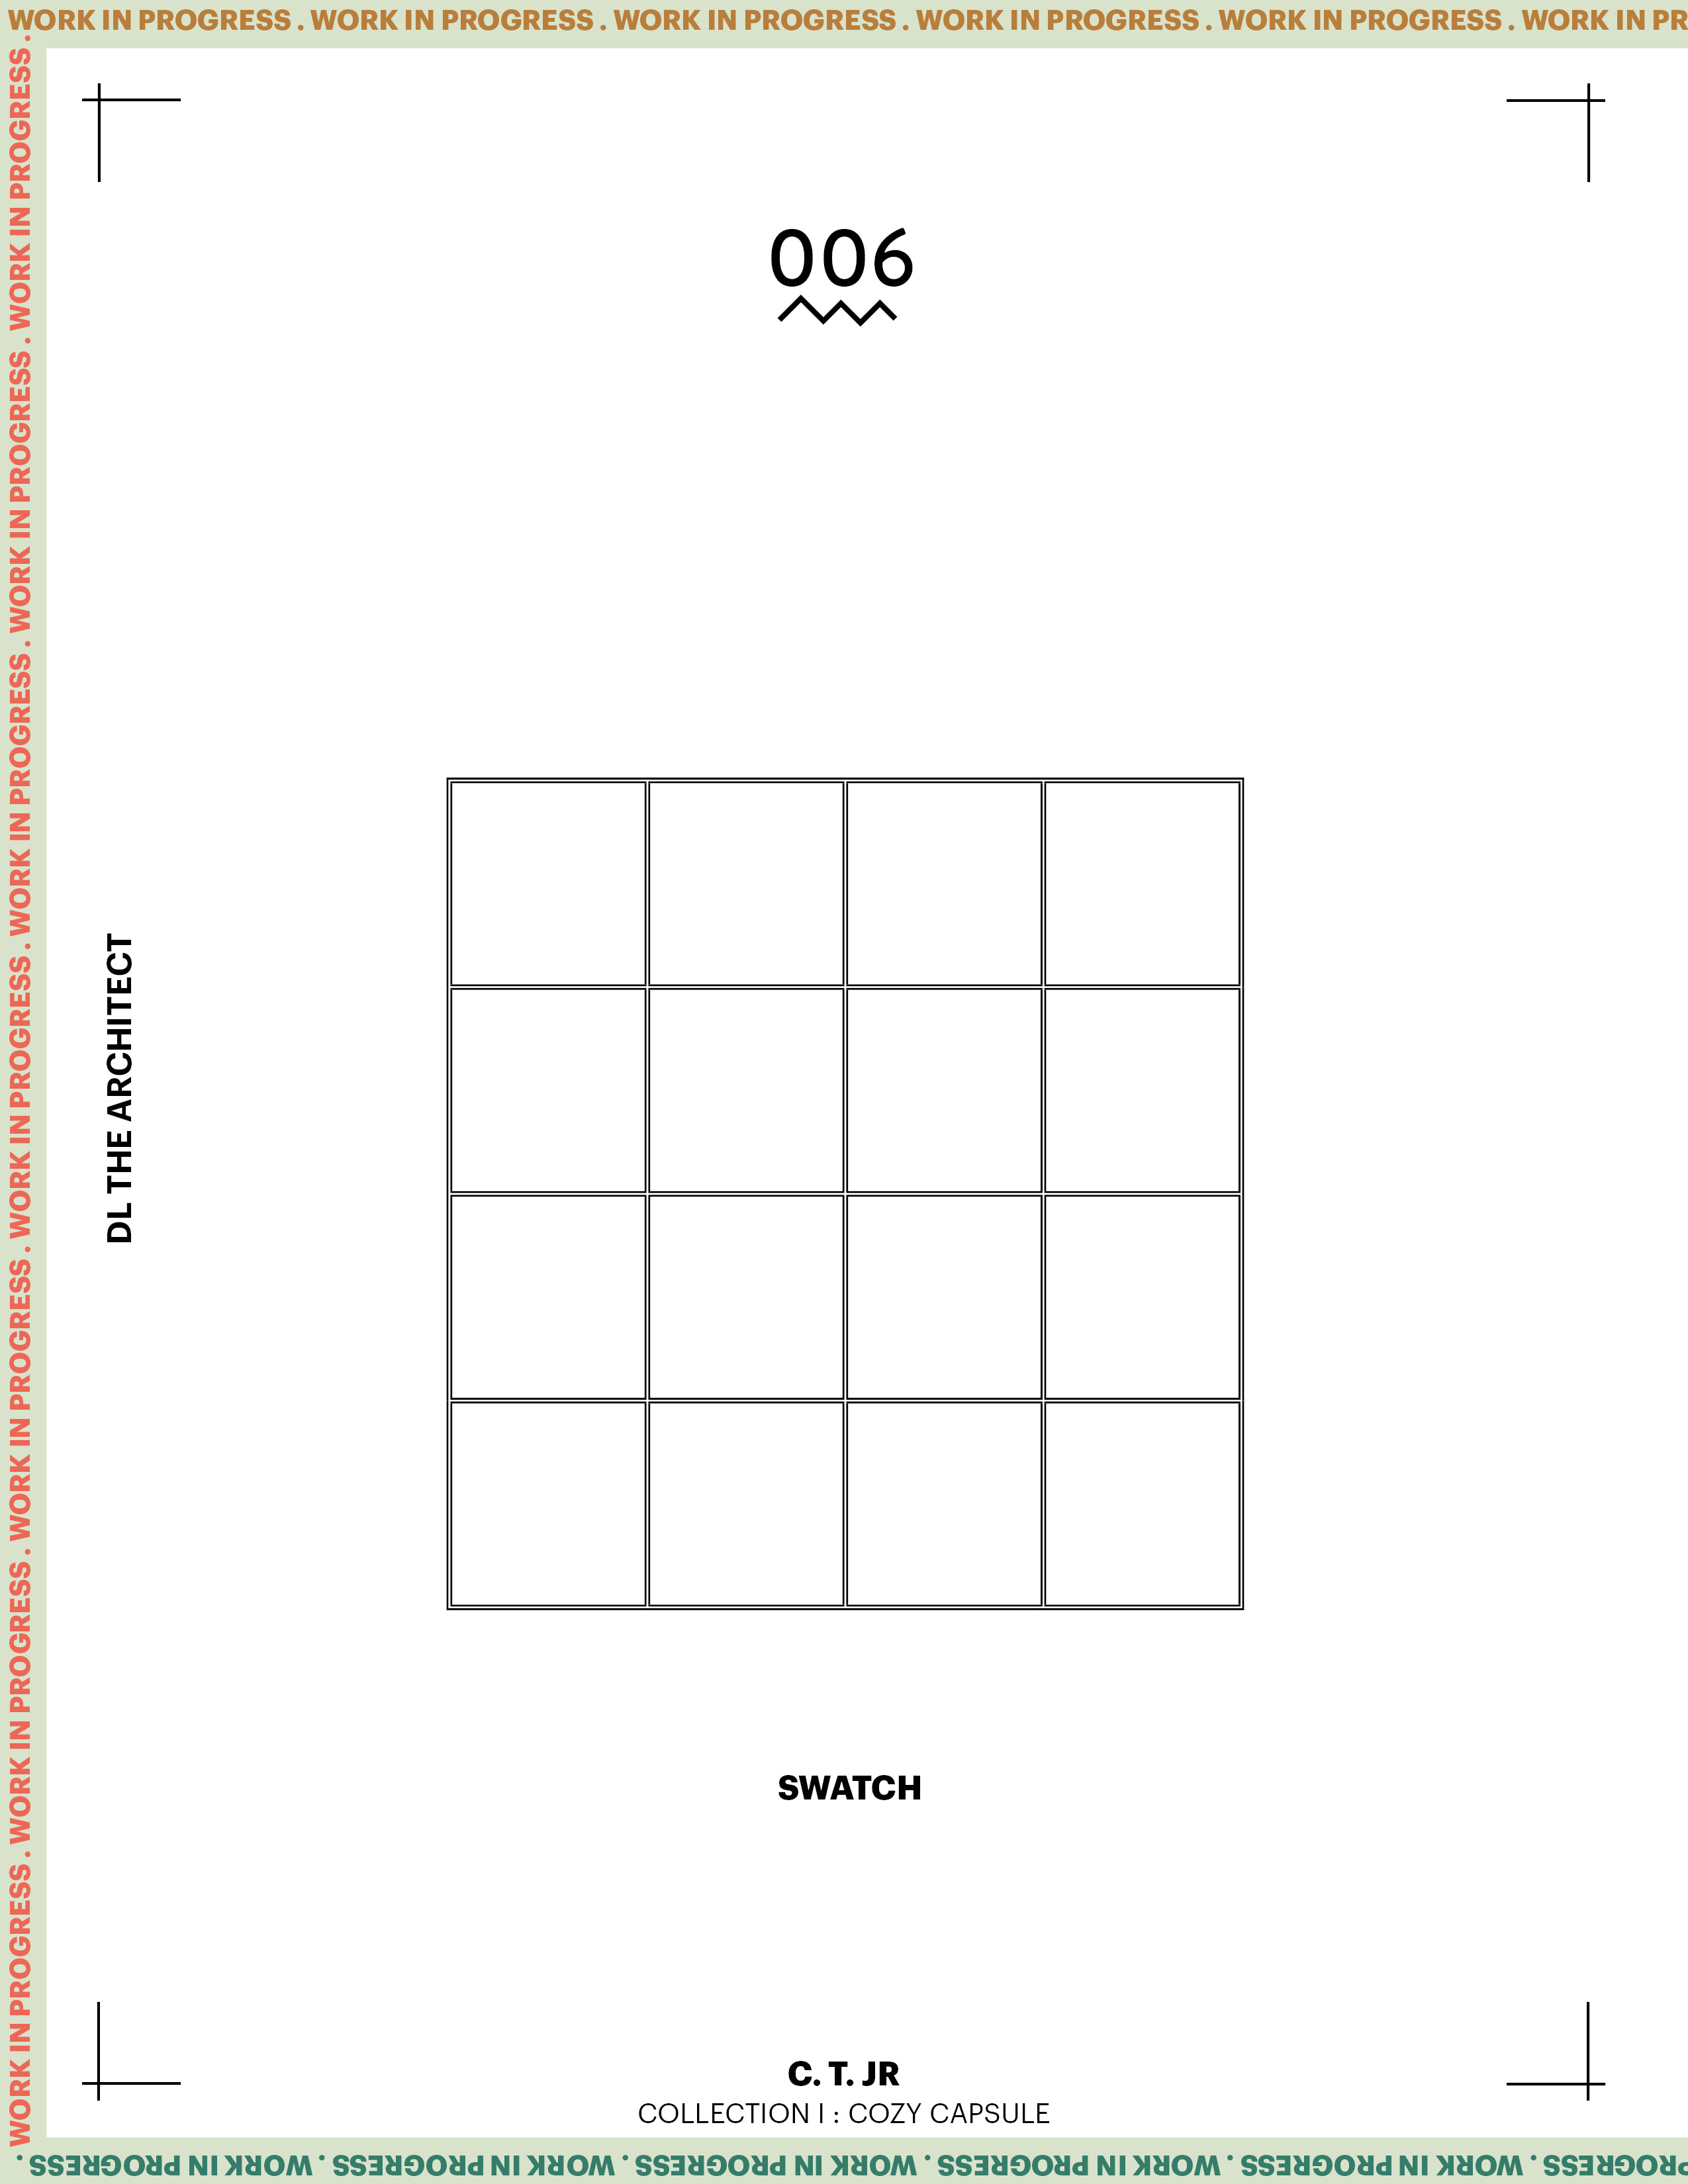 WORK IN PROGRESS . WORK IN PROGRESS . WORK IN PROGRESS . WORK IN PROGRESS . WORK IN PROGRESS . WORK IN PR
WORK IN PROGRESS . WORK IN PROGRESS . WORK IN PROGRESS . WORK IN PROGRESS . WORK IN PROGRESS . WORK IN PROGRESS . WORK IN PROGRESS .
006
DL THE ARCHITECT
SWATCH
C. T. JR
COLLECTION I : COZY CAPSULE
PROGRESS . WORK IN PROGRESS . WORK IN PROGRESS . WORK IN PROGRESS . WORK IN PROGRESS . WORK IN PROGRESS .